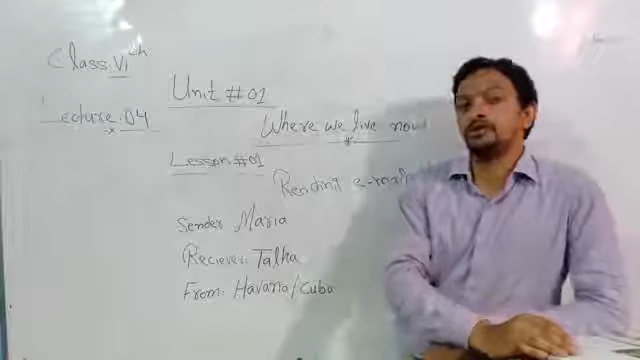 Class: VIth
Unit # 01
Lecture: 04
Where we live now
Lesson #01
Reading e-mail
Sender Maria
Reciever: Talha
From: Havana/Cuba